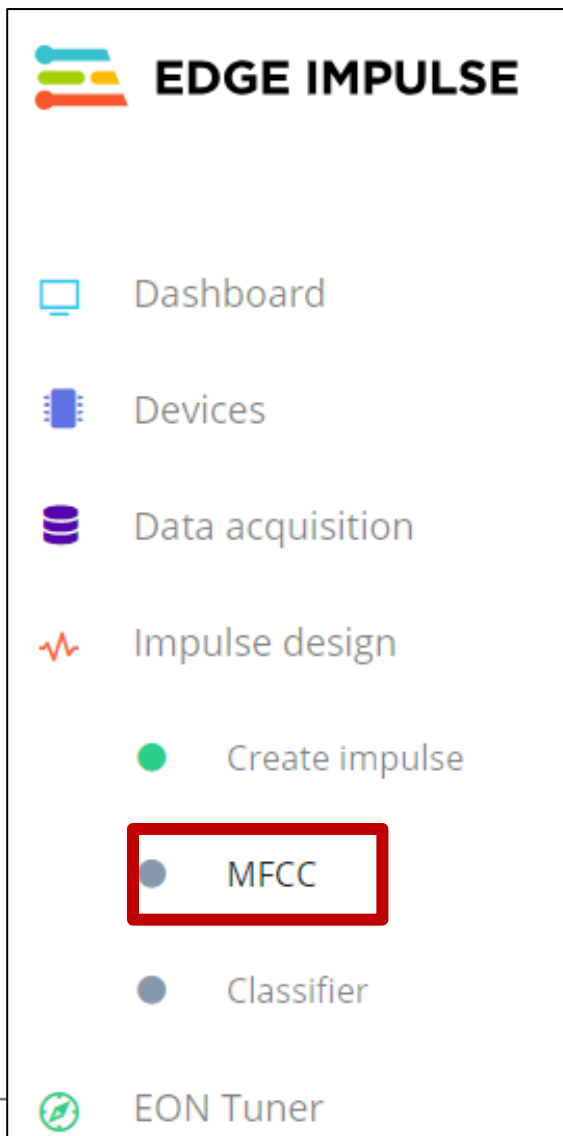 EDGE IMPULSE
Dashboard
Devices
Data acquisition
Impulse design
Create impulse
MFCC
Classifier
EON Tuner